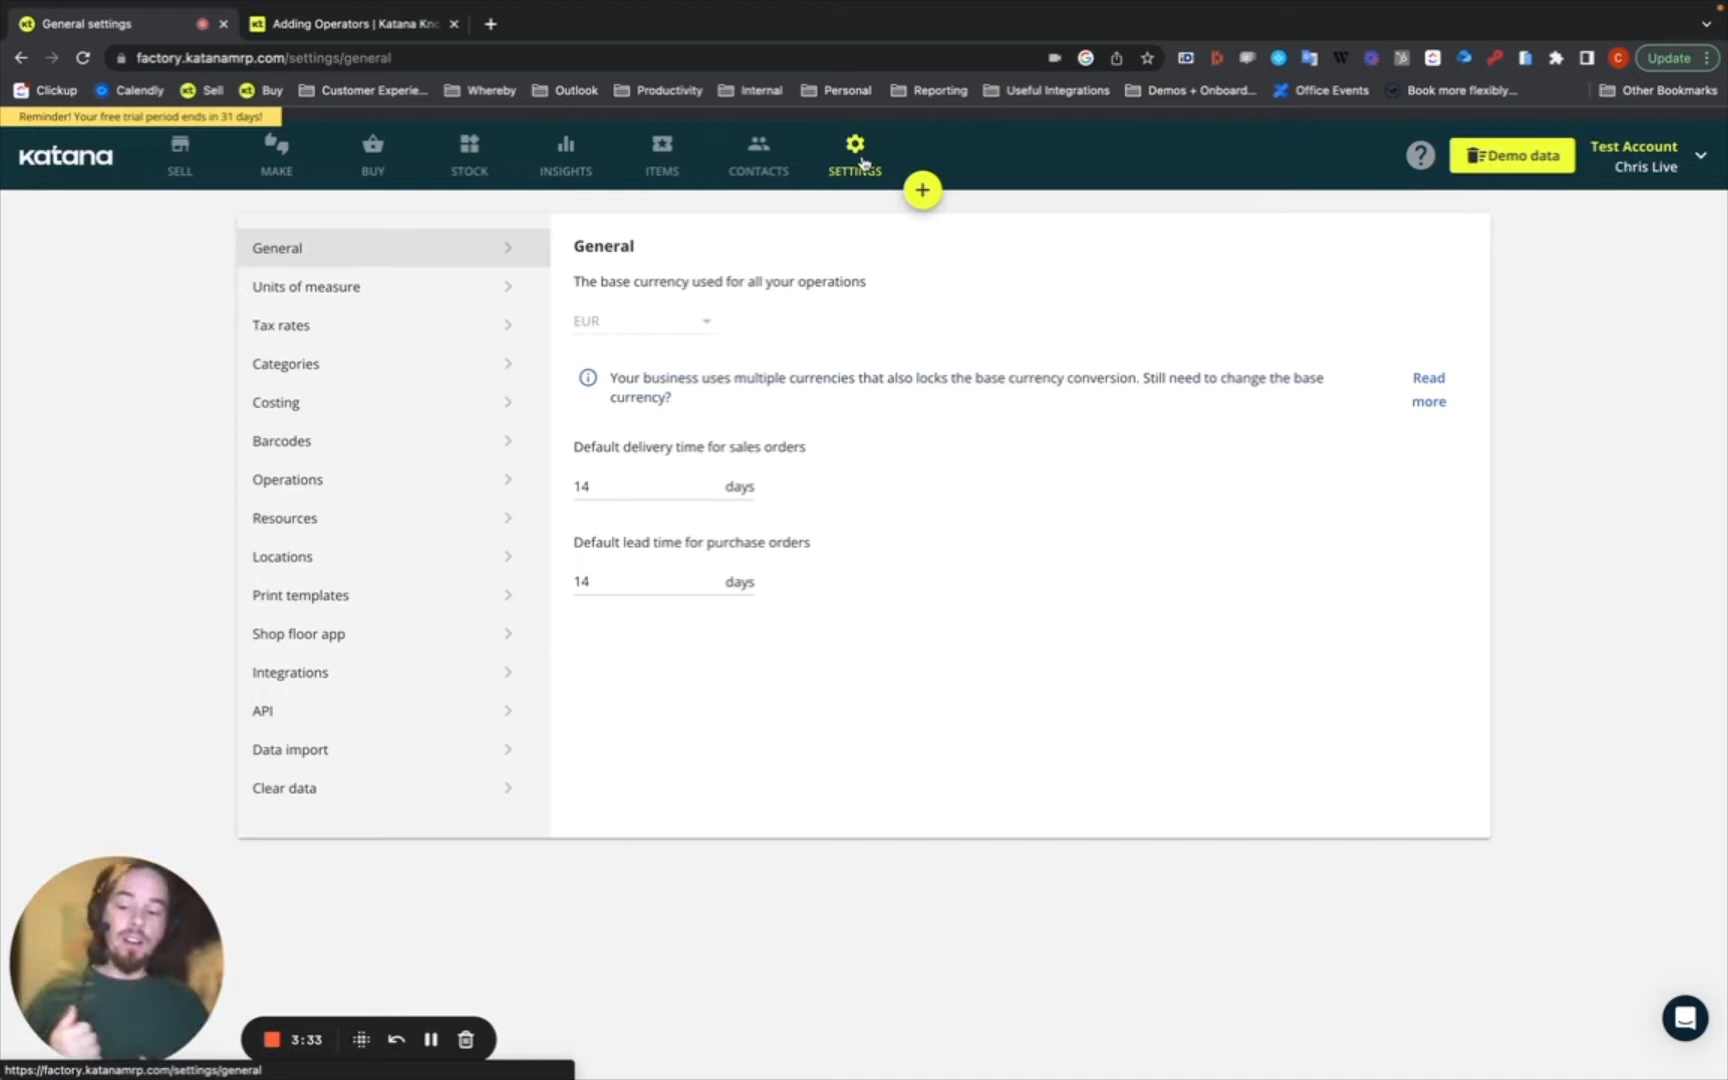 General settings
Adding Operators | Katana Kno
factory.katanamrp.com/settings/general
Update
Clickup
Calendly
Sell
Buy
Customer Experie...
Whereby
Outlook
Productivity
Internal
Personal
Reporting
Useful Integrations
Demos + Onboard...
Office Events
Book more flexibly...
Other Bookmarks
Reminder! Your free trial period ends in 31 days!
katana
SELL
MAKE
BUY
STOCK
INSIGHTS
ITEMS
CONTACTS
SETTINGS
Demo data
Test Account
Chris Live
General
Units of measure
Tax rates
Categories
Costing
Barcodes
Operations
Resources
Locations
Print templates
Shop floor app
Integrations
API
Data import
Clear data
General
The base currency used for all your operations
EUR
Your business uses multiple currencies that also locks the base currency conversion. Still need to change the base
currency?
Read
more
Default delivery time for sales orders
14 days
Default lead time for purchase orders
14 days
3:33
https://factory.katanamrp.com/settings/general